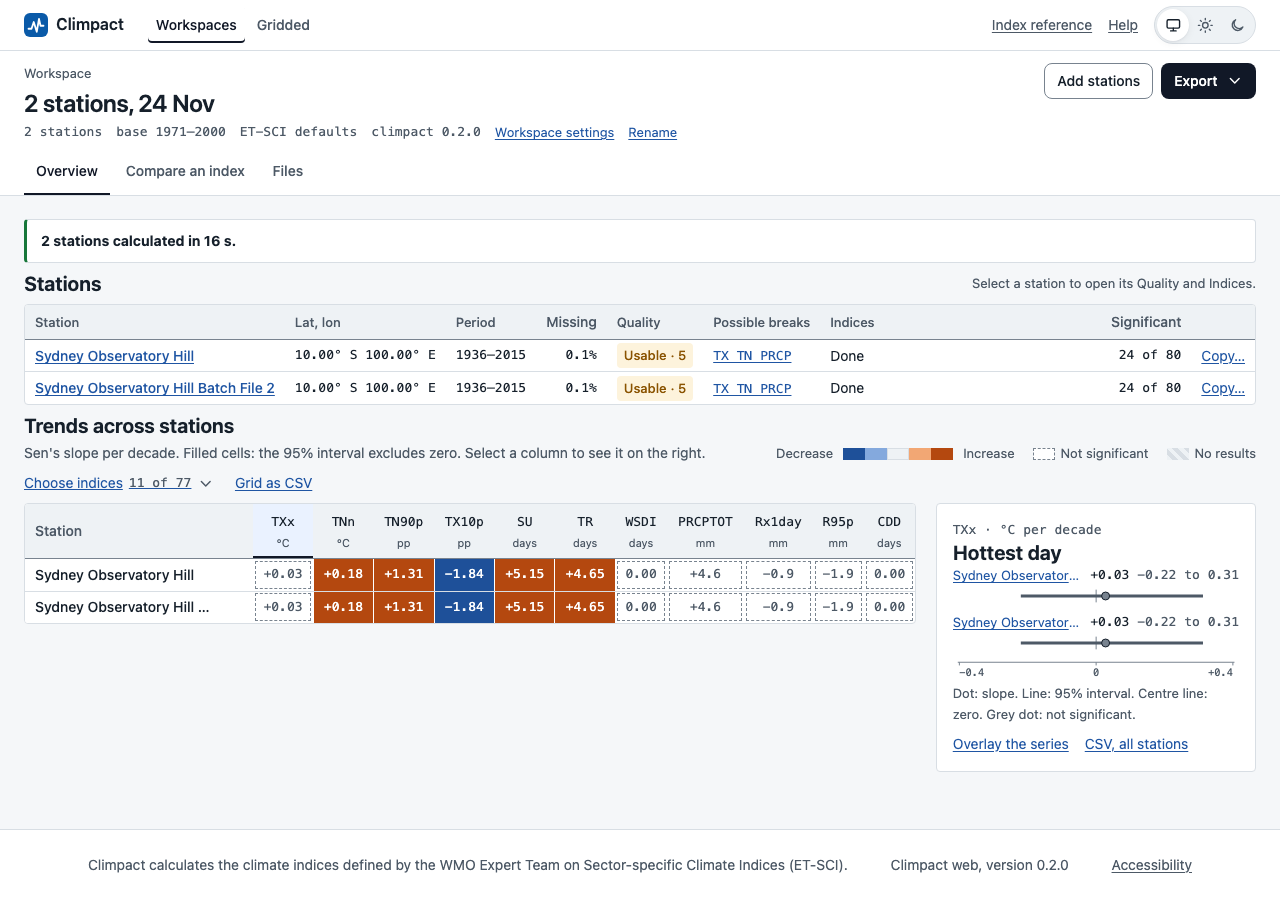 Climpact
Workspaces
Gridded
Index reference
Help
Workspace
2 stations, 24 Nov
Add stations
Export
2 stations base 1971–2000 ET-SCI defaults climpact 0.2.0 Workspace settings Rename
Overview
Compare an index
Files
2 stations calculated in 16 s.
Stations
Select a station to open its Quality and Indices.
Station Lat, lon Period Missing Quality Possible breaks Indices Significant
Sydney Observatory Hill 10.00° S 100.00° E 1936–2015 0.1% Usable · 5 TX TN PRCP Done 24 of 80 Copy...
Sydney Observatory Hill Batch File 2 10.00° S 100.00° E 1936–2015 0.1% Usable · 5 TX TN PRCP Done 24 of 80 Copy...
Trends across stations
Sen's slope per decade. Filled cells: the 95% interval excludes zero. Select a column to see it on the right.
Decrease Increase Not significant No results
Choose indices 11 of 77 Grid as CSV
Station TXx TNn TN90p TX10p SU TR WSDI PRCPTOT Rx1day R95p CDD
°C °C pp pp days days days mm mm mm days
Sydney Observatory Hill +0.03 +0.18 +1.31 −1.84 +5.15 +4.65 0.00 +4.6 −0.9 −1.9 0.00
Sydney Observatory Hill ... +0.03 +0.18 +1.31 −1.84 +5.15 +4.65 0.00 +4.6 −0.9 −1.9 0.00
TXx · °C per decade
Hottest day
Sydney Observator... +0.03 −0.22 to 0.31
Sydney Observator... +0.03 −0.22 to 0.31
−0.4 0 +0.4
Dot: slope. Line: 95% interval. Centre line:
zero. Grey dot: not significant.
Overlay the series CSV, all stations
Climpact calculates the climate indices defined by the WMO Expert Team on Sector-specific Climate Indices (ET-SCI).
Climpact web, version 0.2.0
Accessibility